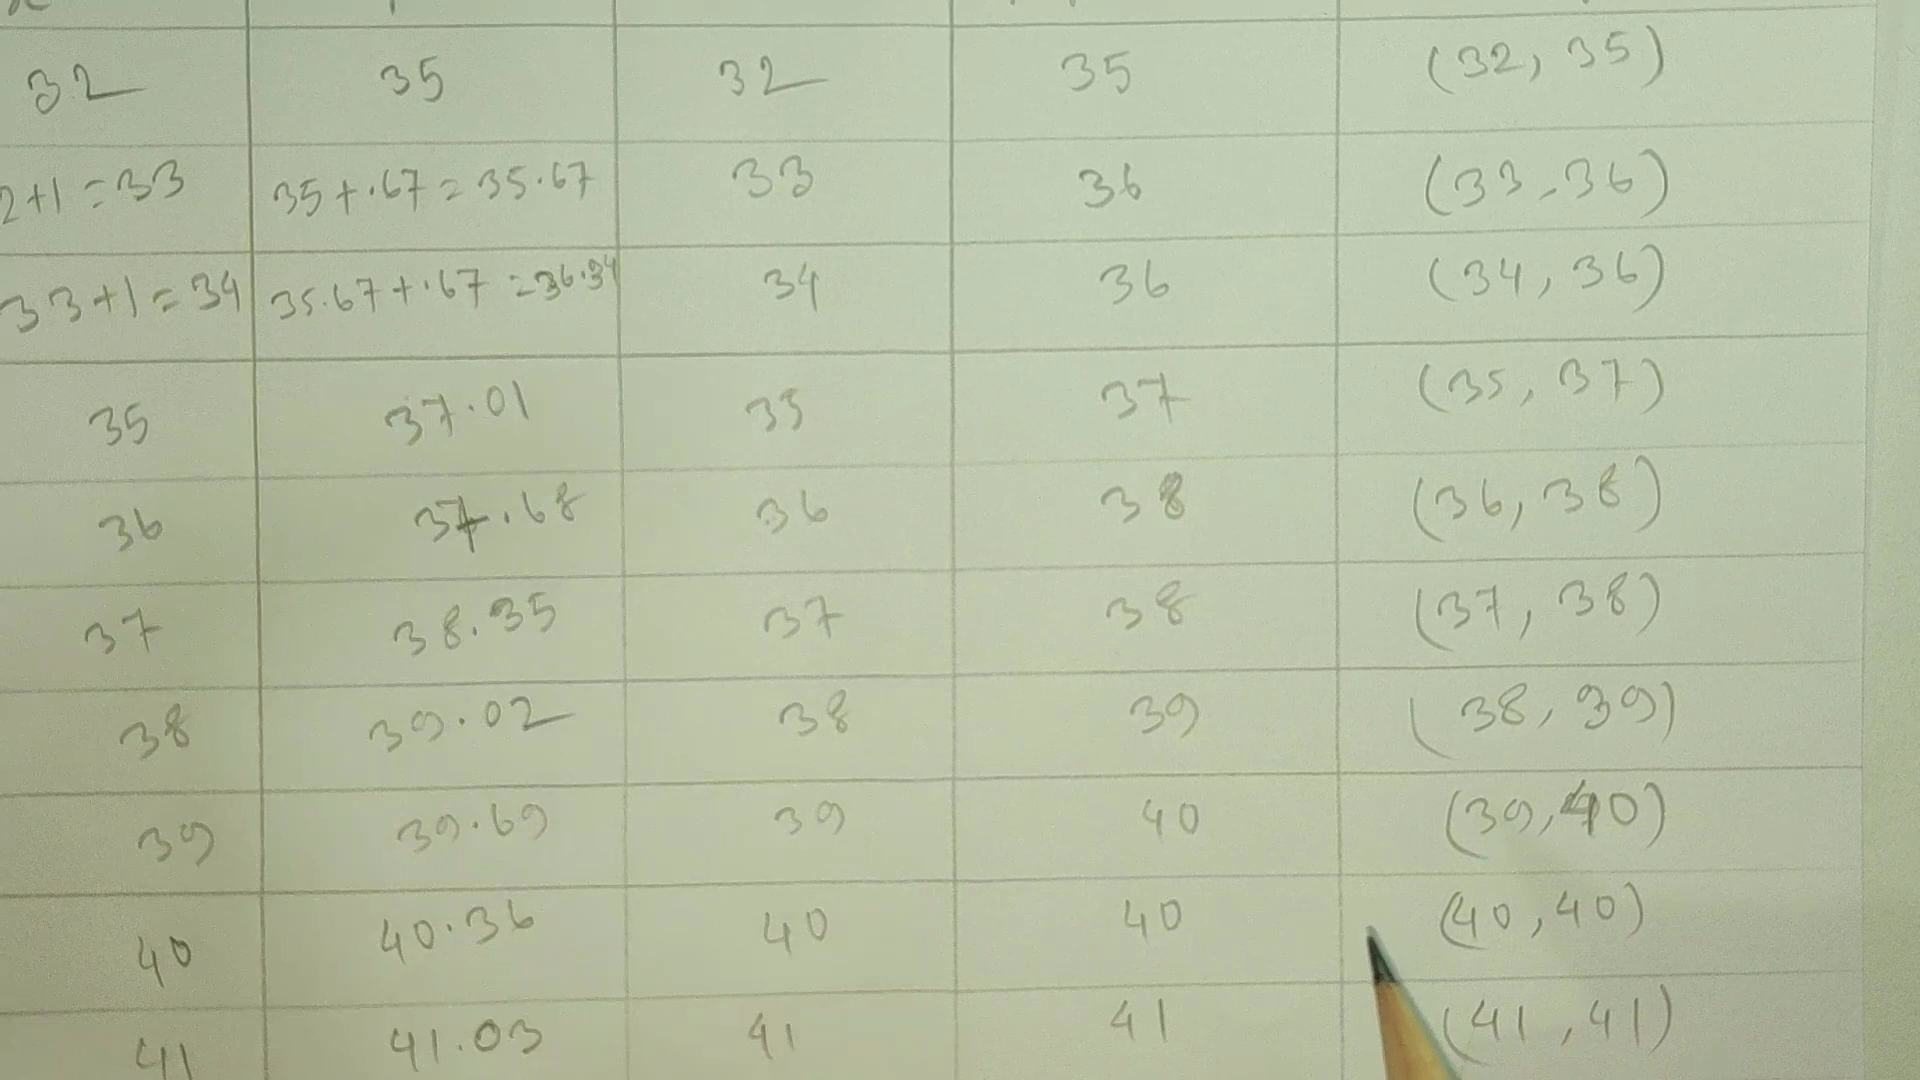 32 35 32 35 (32, 35)
2+1=33 35+.67=35.67 33 36 (33,36)
33+1=34 35.67+.67=36.34 34 36 (34,36)
35 37.01 35 37 (35, 37)
36 37.68 36 38 (36,38)
37 38.35 37 38 (37, 38)
38 39.02 38 39 (38, 39)
39 39.69 39 40 (39,40)
40 40.36 40 40 (40,40)
41 41.03 41 41 (41,41)